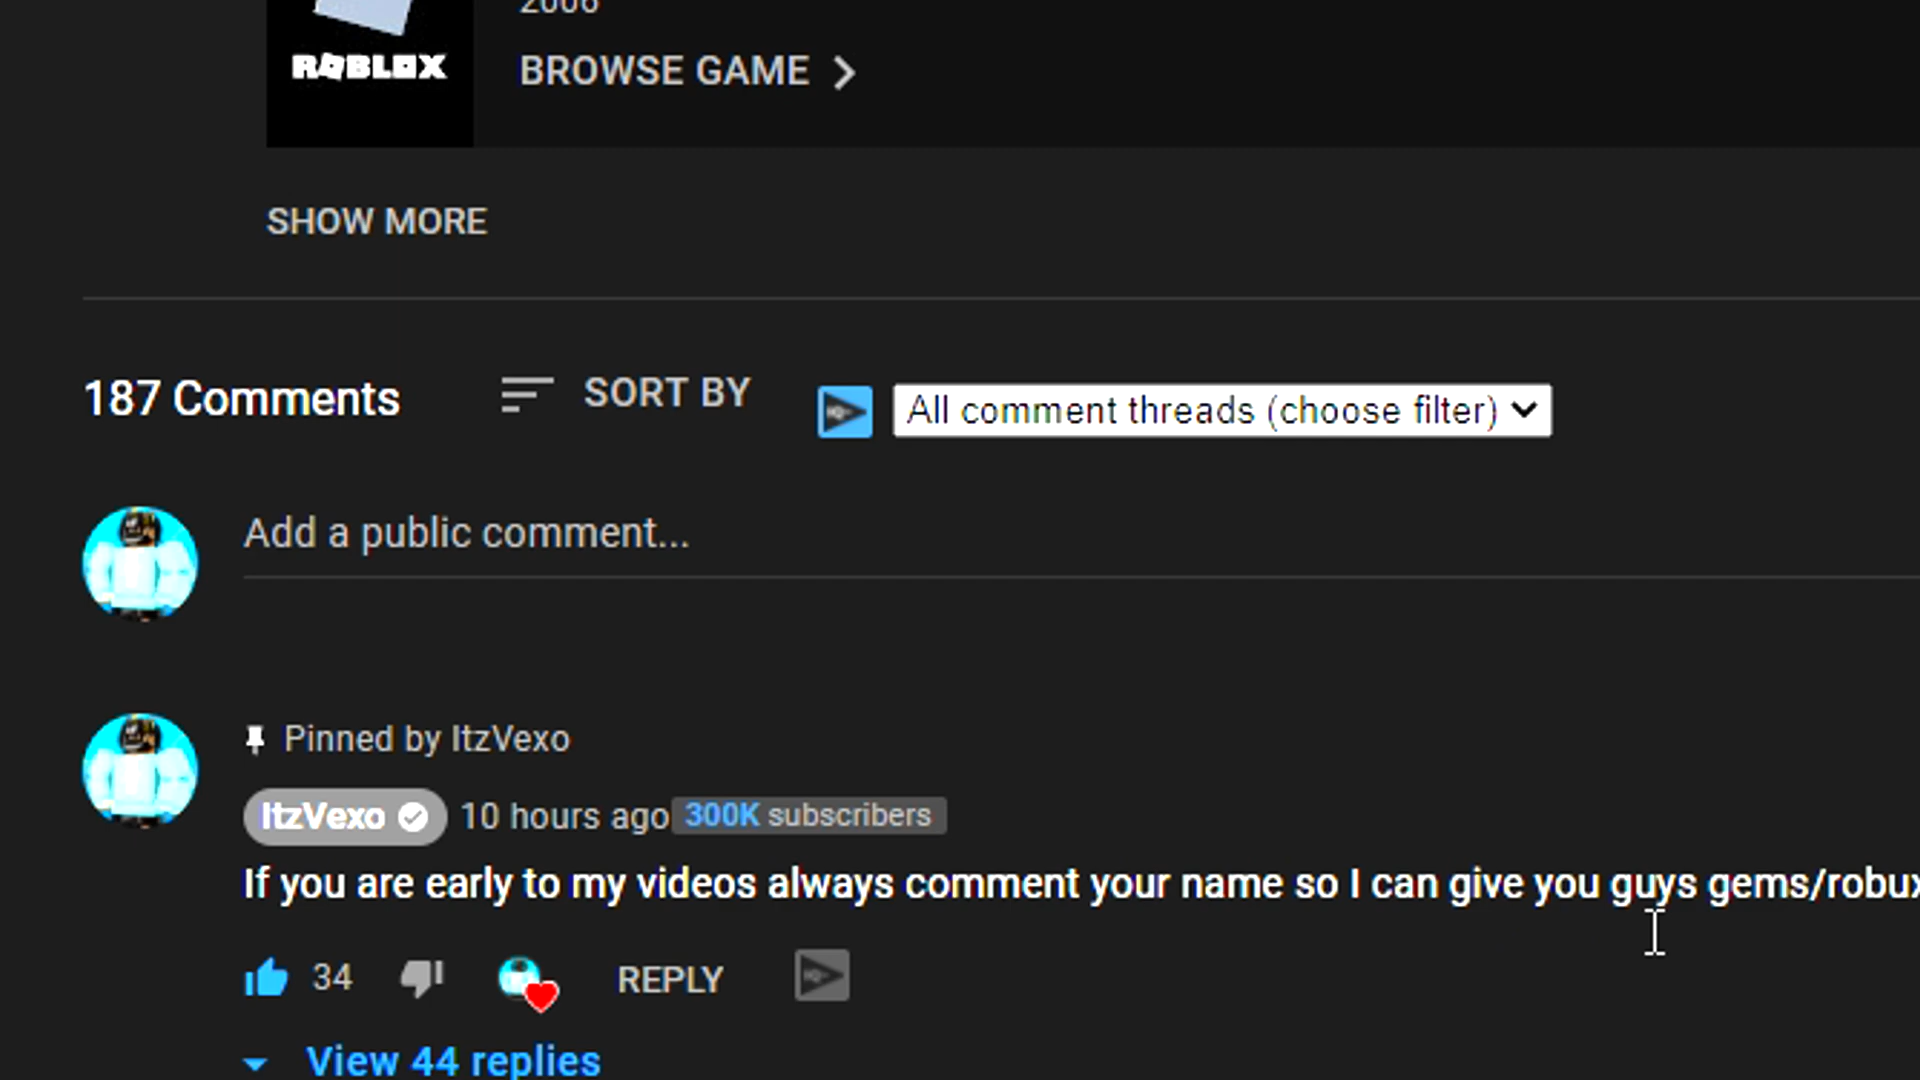 2006
ROBLOX
BROWSE GAME
SHOW MORE
187 Comments
SORT BY
All comment threads (choose filter)
Add a public comment...
Pinned by ItzVexo
ItzVexo 10 hours ago 300K subscribers
If you are early to my videos always comment your name so I can give you guys gems/robux
34
REPLY
View 44 replies